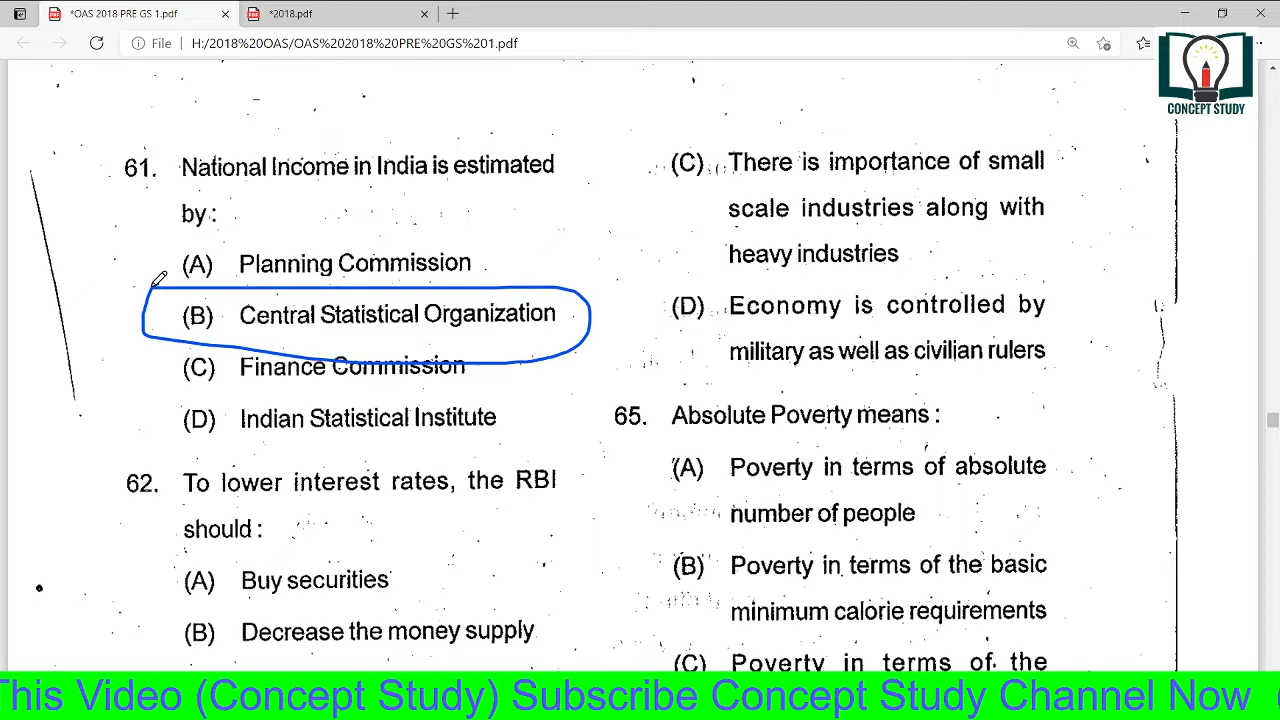 *OAS 2018 PRE GS 1.pdf
*2018.pdf
File
H:/2018%20OAS/OAS%202018%20PRE%20GS%201.pdf
CONCEPT STUDY
61. National Income in India is estimated
by :
(A) Planning Commission
(B) Central Statistical Organization
(C) Finance Commission
(D) Indian Statistical Institute
62. To lower interest rates, the RBI
should :
(A) Buy securities
(B) Decrease the money supply
(C) There is importance of small
scale industries along with
heavy industries
(D) Economy is controlled by
military as well as civilian rulers
65. Absolute Poverty means :
(A) Poverty in terms of absolute
number of people
(B) Poverty in terms of the basic
minimum calorie requirements
(C) Poverty in terms of the
This Video (Concept Study) Subscribe Concept Study Channel Now